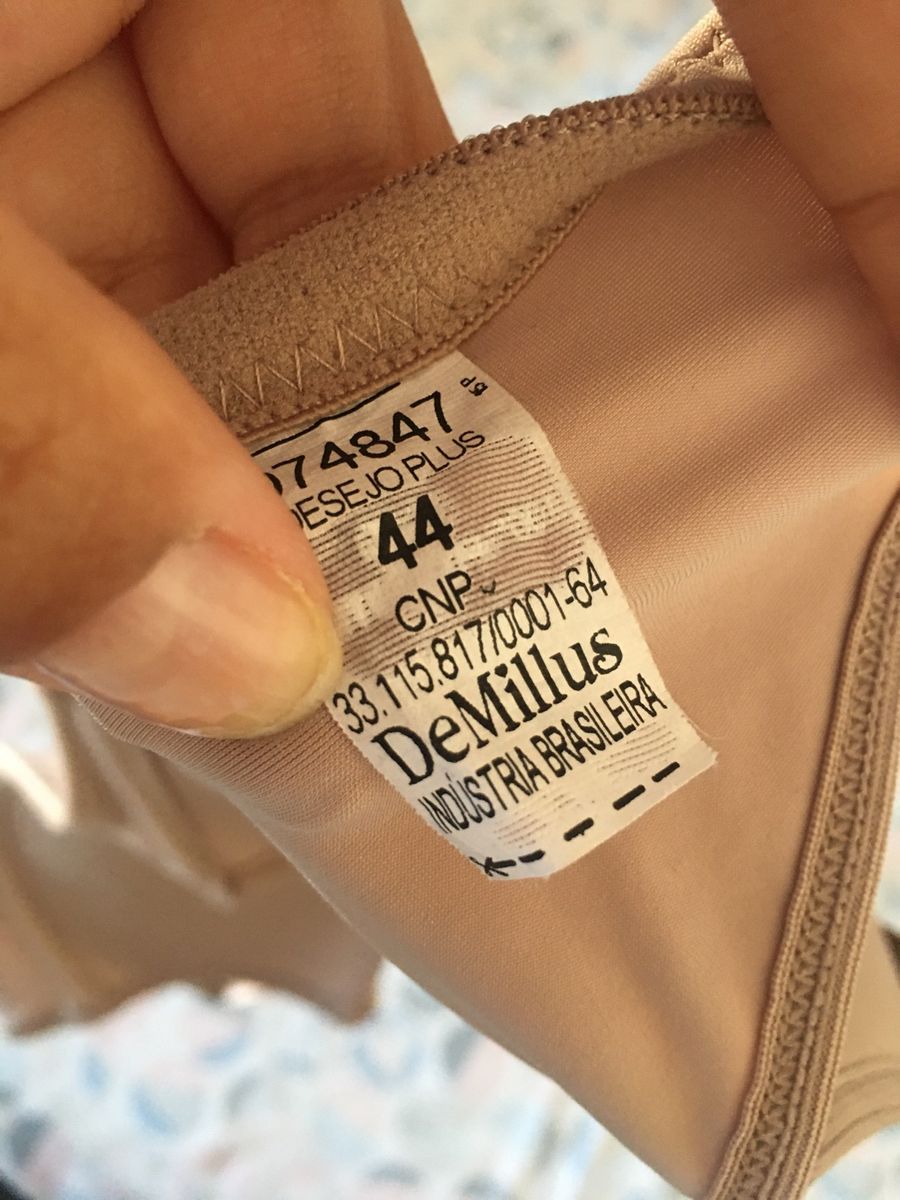 074847
DESEJO PLUS
44
CNP
33.115.817/0001-64
DeMillus
INDÚSTRIA BRASILEIRA